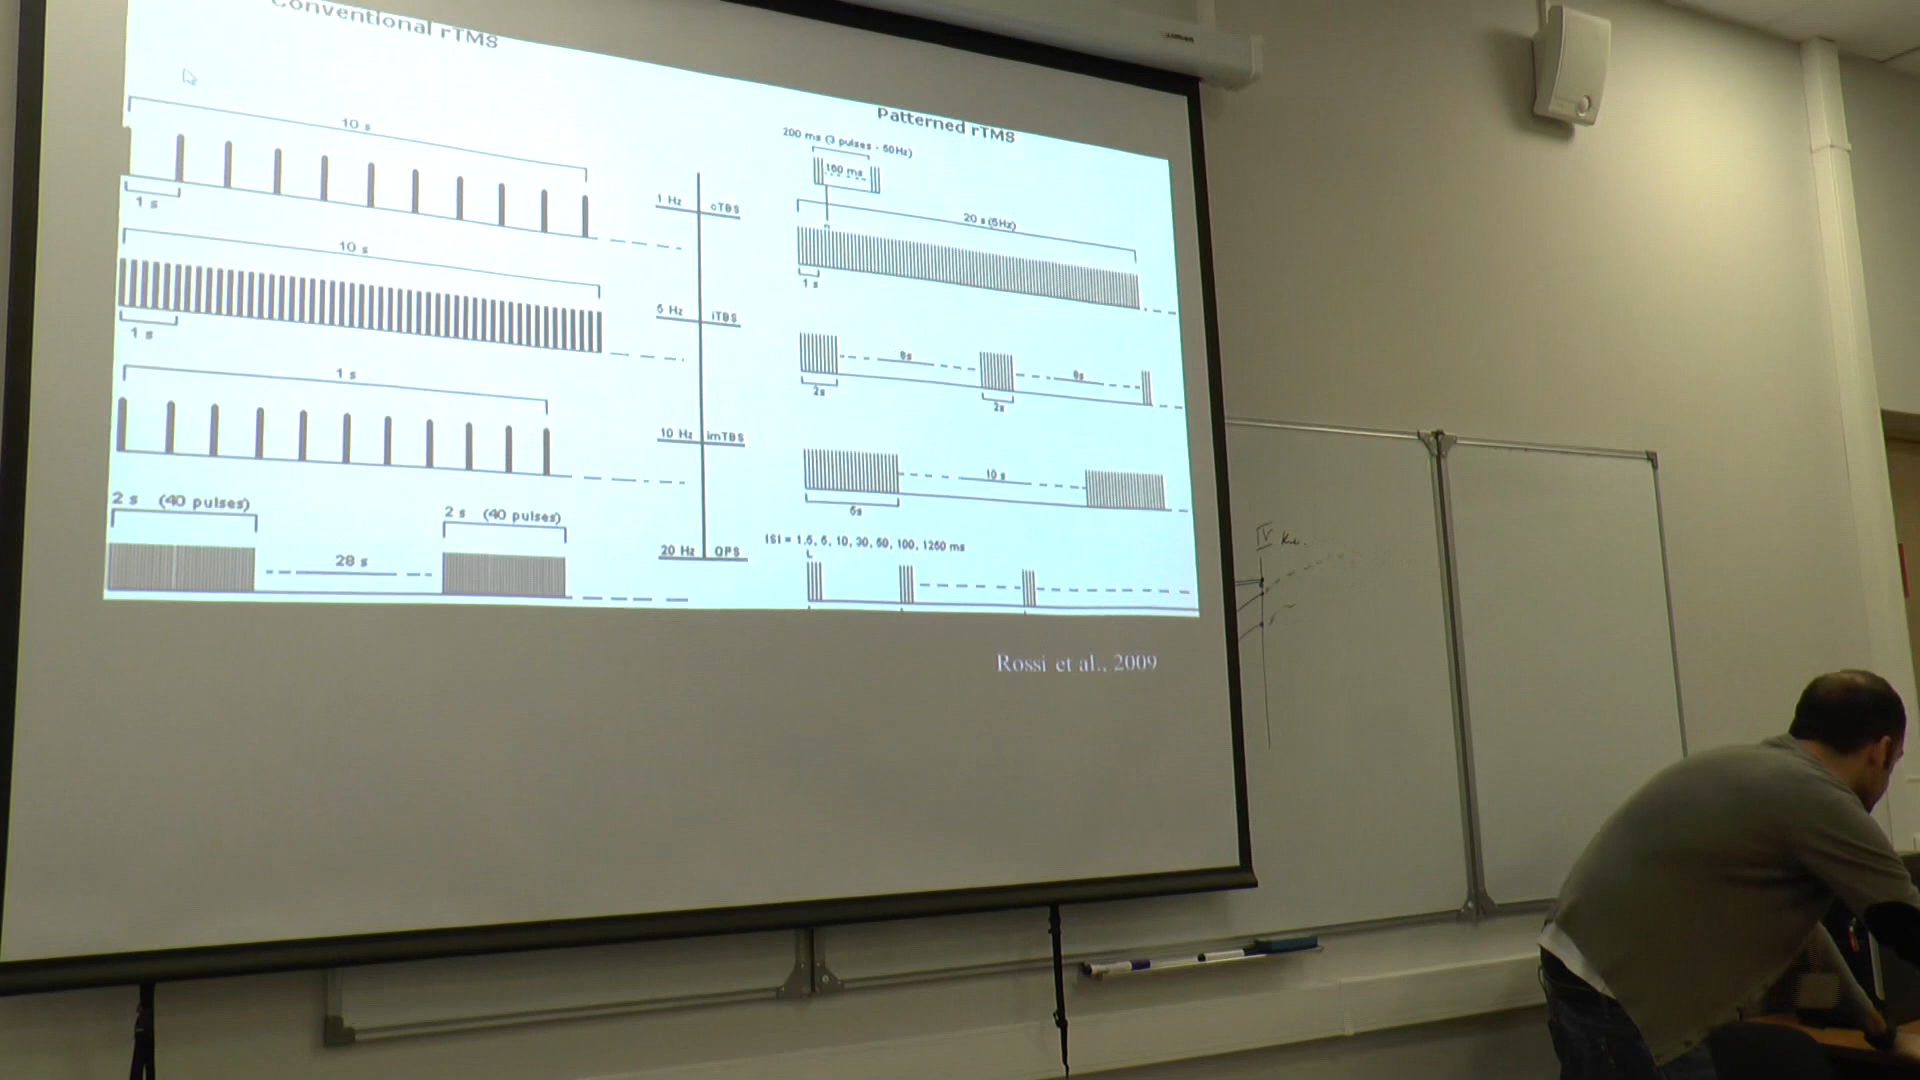 Conventional rTMS
10 s
1 s
10 s
1 s
1 s
2 s (40 pulses)
2 s (40 pulses)
28 s
1 Hz cTBS
5 Hz iTBS
10 Hz imTBS
20 Hz QPS
Patterned rTMS
200 ms (3 pulses - 50Hz)
160 ms
20 s (5Hz)
1 s
8s
8s
2s
2s
10 s
5s
ISI = 1.5, 5, 10, 30, 50, 100, 1250 ms
Rossi et al., 2009